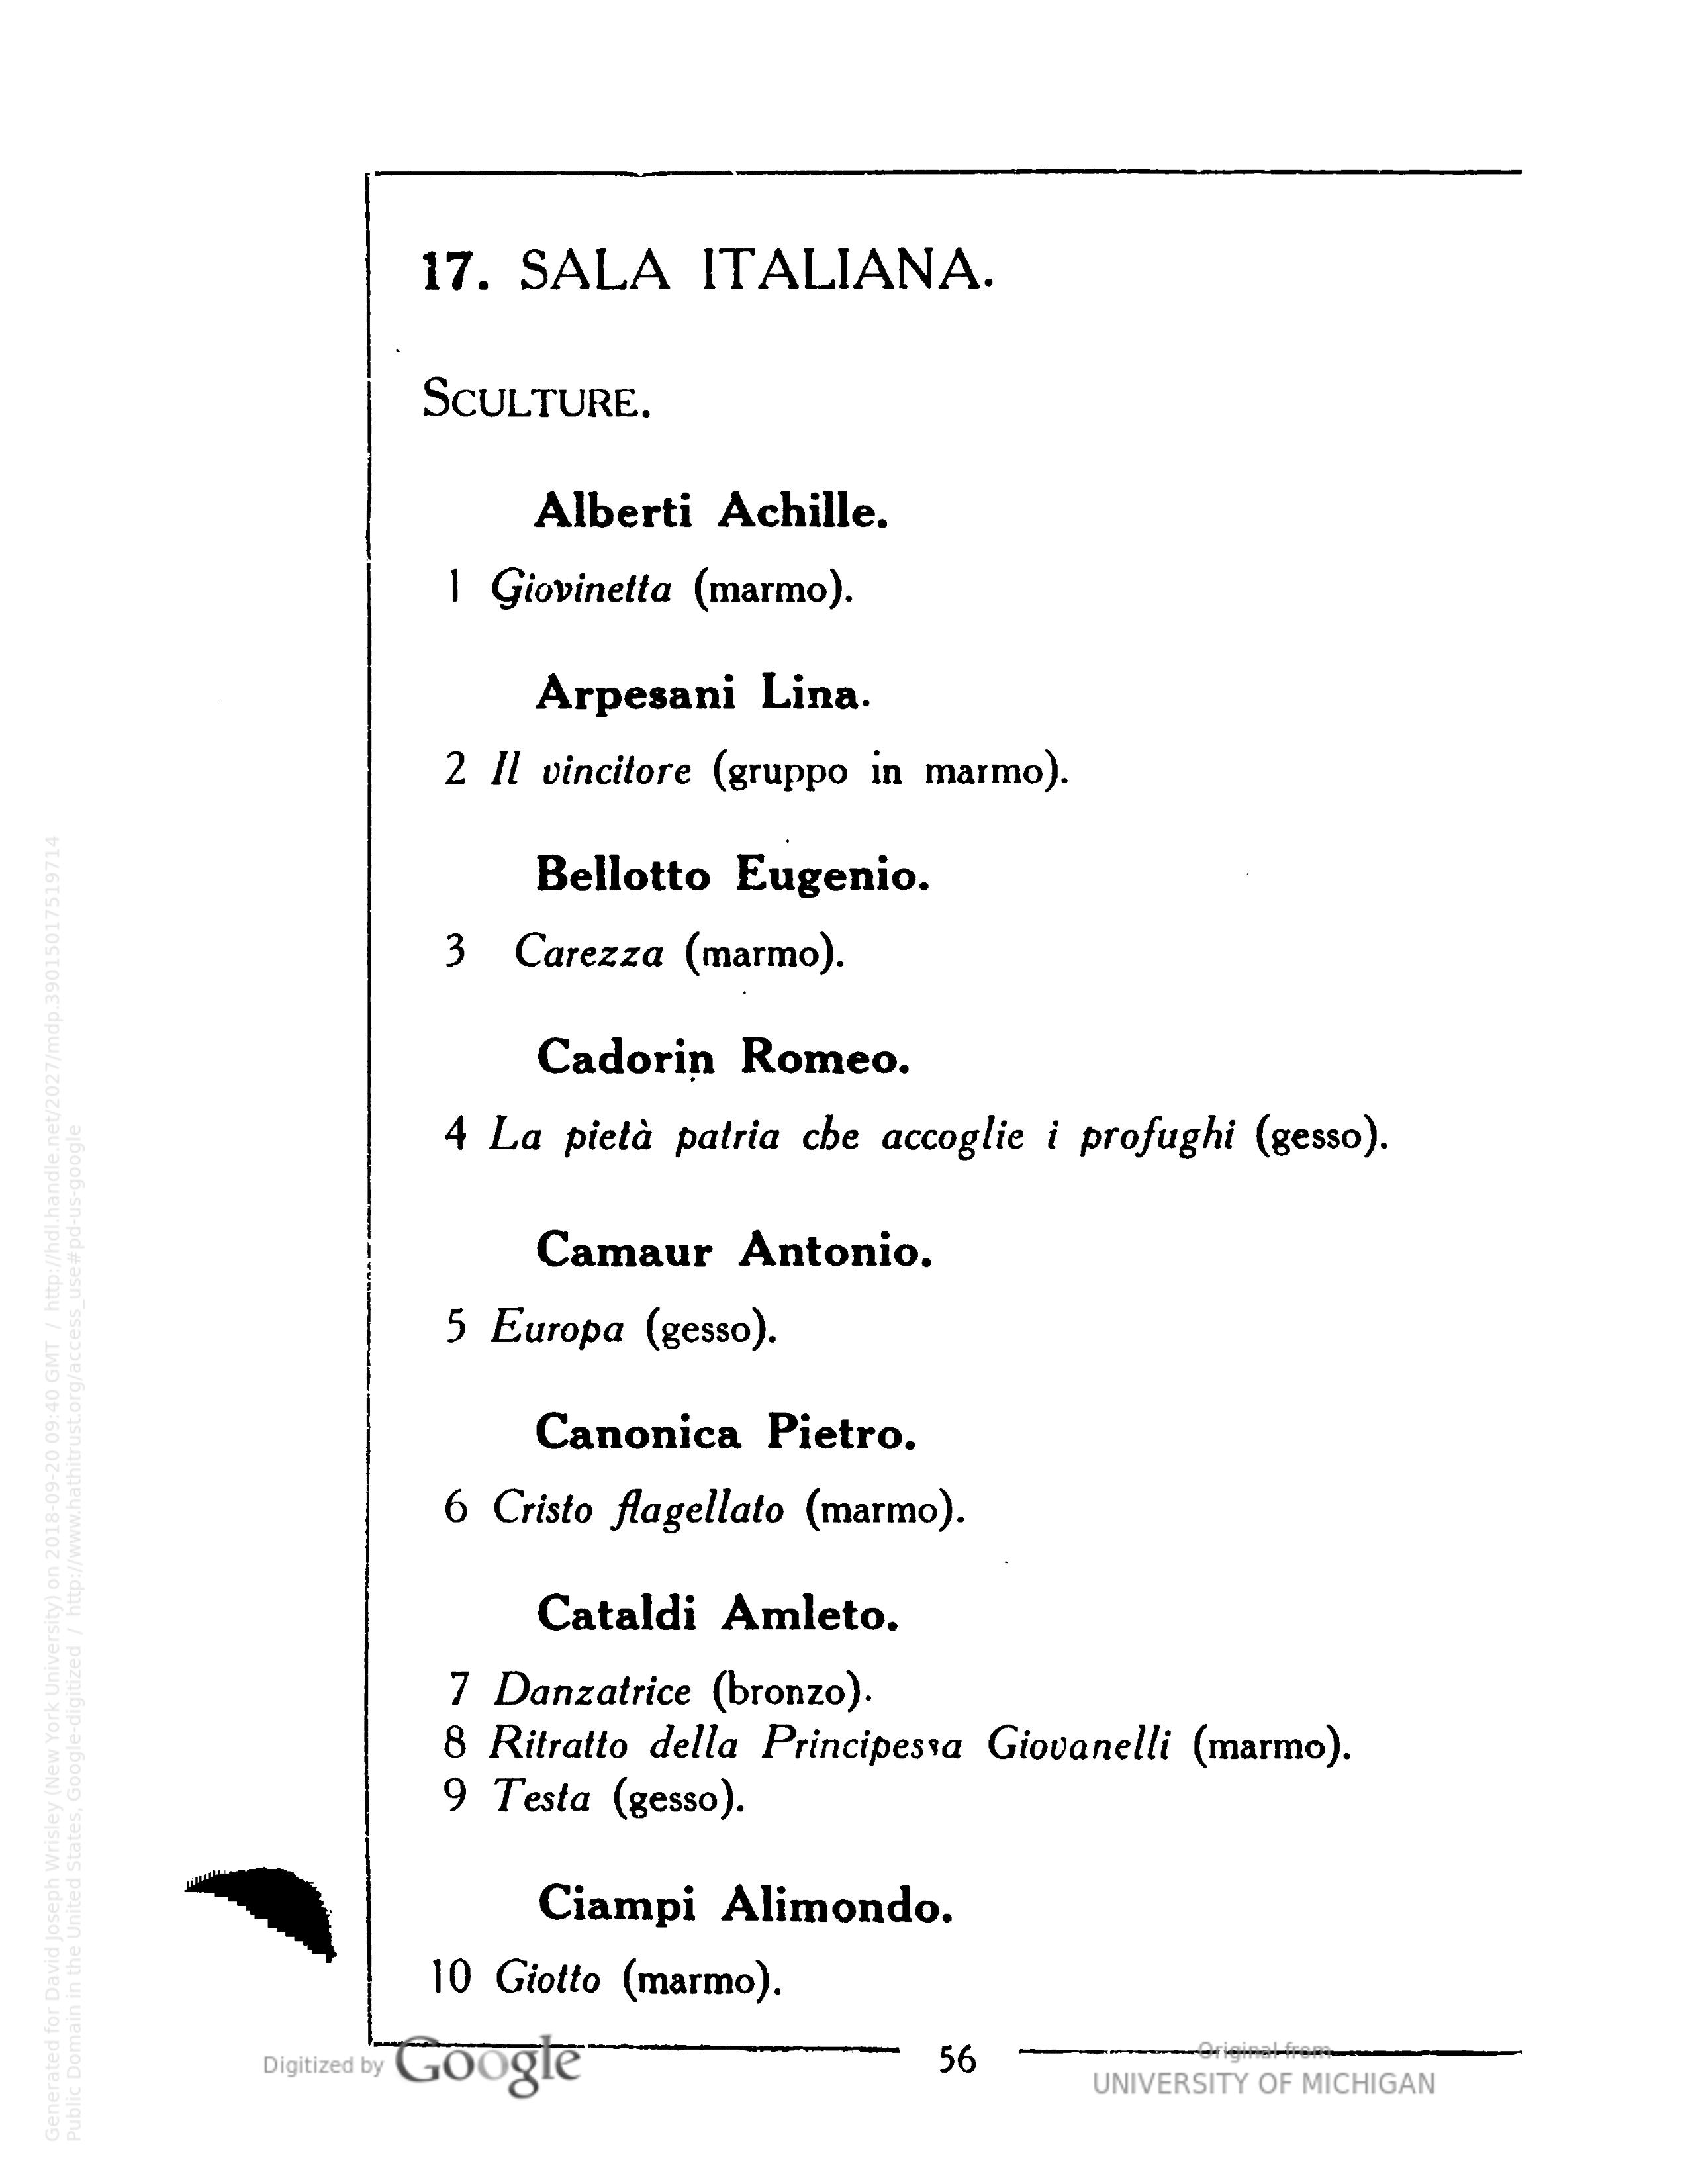 17. SALA ITALIANA.
SCULTURE.
Alberti Achille.
1 Giovinetta (marmo).
Arpesani Lina.
2 Il vincitore (gruppo in marmo).
Bellotto Eugenio.
3 Carezza (marmo).
Cadorin Romeo.
4 La pietà patria che accoglie i profughi (gesso).
Camaur Antonio.
5 Europa (gesso).
Canonica Pietro.
6 Cristo flagellato (marmo).
Cataldi Amleto.
7 Danzatrice (bronzo).
8 Ritratto della Principessa Giovanelli (marmo).
9 Testa (gesso).
Ciampi Alimondo.
10 Giotto (marmo).
56
Digitized by Google
Original from
UNIVERSITY OF MICHIGAN
Generated for David Joseph Wrisley (New York University) on 2018-09-20 09:40 GMT / http://hdl.handle.net/2027/mdp.39015017519714
Public Domain in the United States, Google-digitized / http://www.hathitrust.org/access_use#pd-us-google